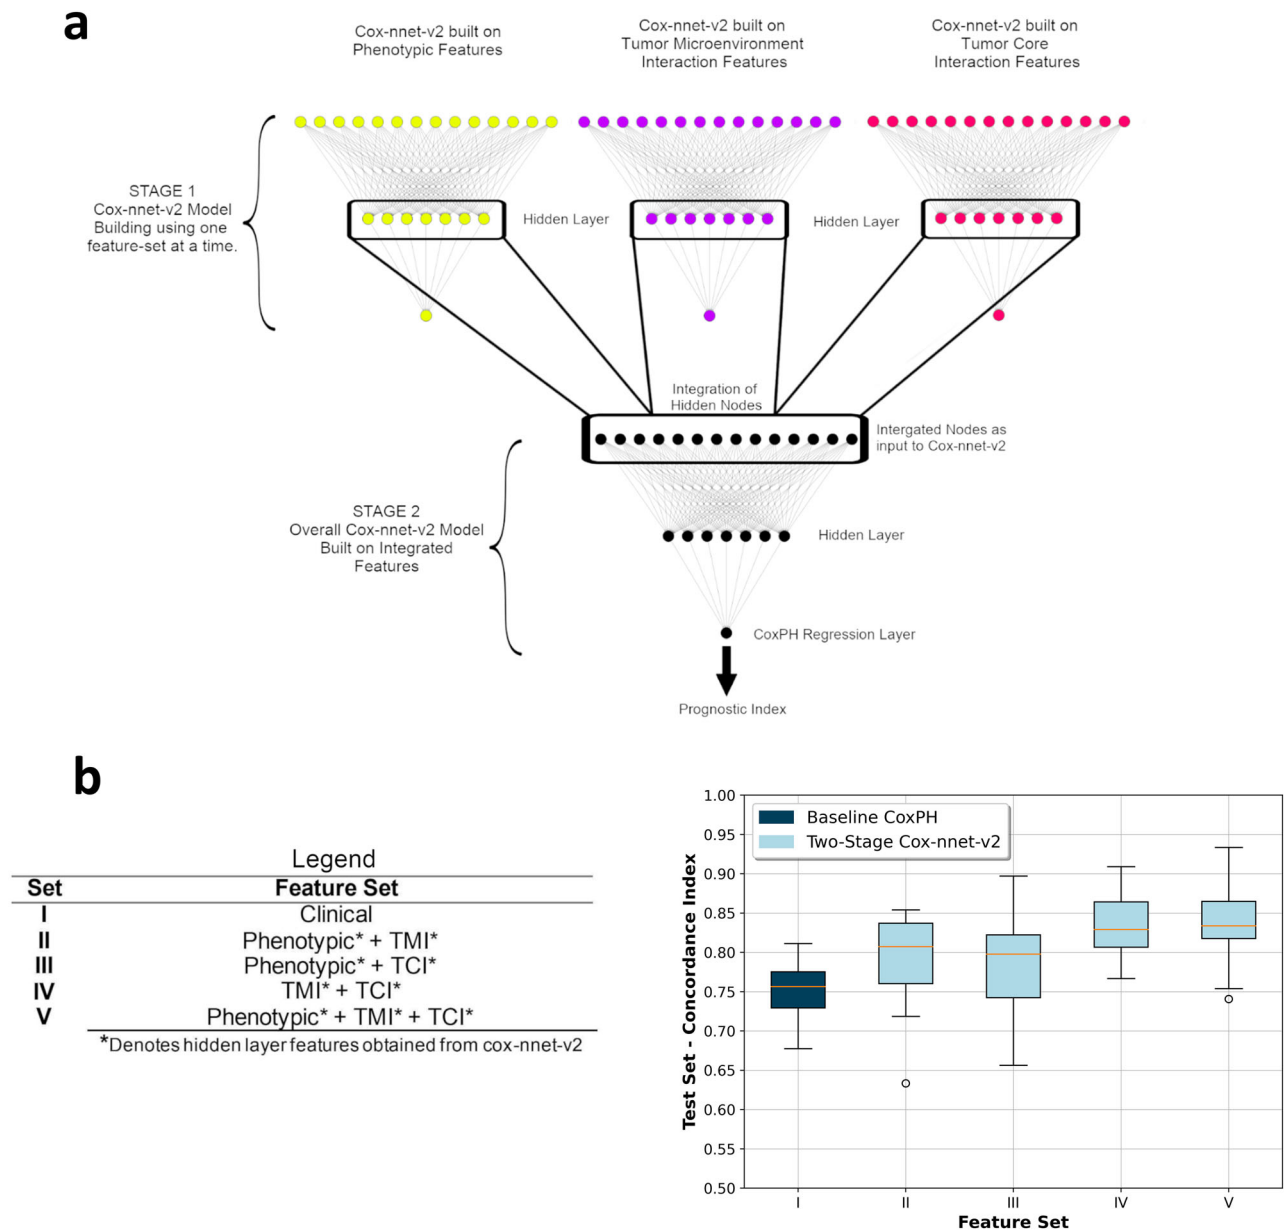 a
Cox-nnet-v2 built on
Phenotypic Features
Cox-nnet-v2 built on
Tumor Microenvironment
Interaction Features
Cox-nnet-v2 built on
Tumor Core
Interaction Features
STAGE 1
Cox-nnet-v2 Model
Building using one
feature-set at a time.
Hidden Layer
Hidden Layer
Integration of
Hidden Nodes
Intergated Nodes as
input to Cox-nnet-v2
STAGE 2
Overall Cox-nnet-v2 Model
Built on Integrated
Features
Hidden Layer
CoxPH Regression Layer
Prognostic Index
b
Legend
Set Feature Set
I Clinical
II Phenotypic* + TMI*
III Phenotypic* + TCI*
IV TMI* + TCI*
V Phenotypic* + TMI* + TCI*
*Denotes hidden layer features obtained from cox-nnet-v2
Test Set - Concordance Index
1.00
0.95
0.90
0.85
0.80
0.75
0.70
0.65
0.60
0.55
0.50
Baseline CoxPH
Two-Stage Cox-nnet-v2
I II III IV V
Feature Set